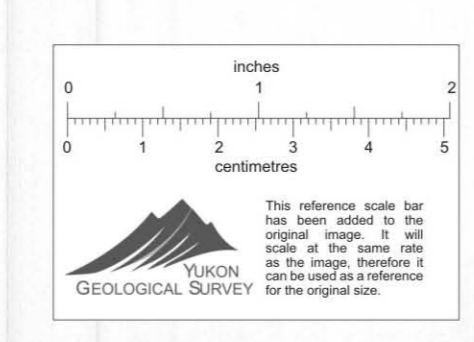 inches
0 1 2
0 1 2 3 4 5
centimetres
This reference scale bar
has been added to the
original image. It will
scale at the same rate
as the image, therefore it
can be used as a reference
for the original size.
YUKON
GEOLOGICAL SURVEY